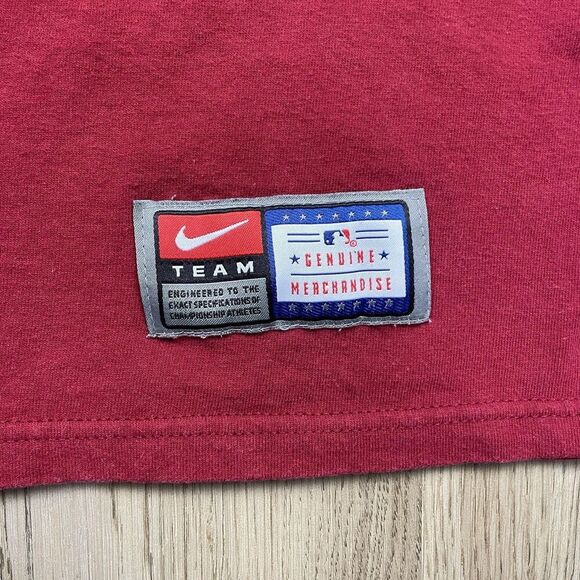 TEAM
ENGINEERED TO THE
EXACT SPECIFICATIONS OF
CHAMPIONSHIP ATHLETES
®
GENUINE
MERCHANDISE